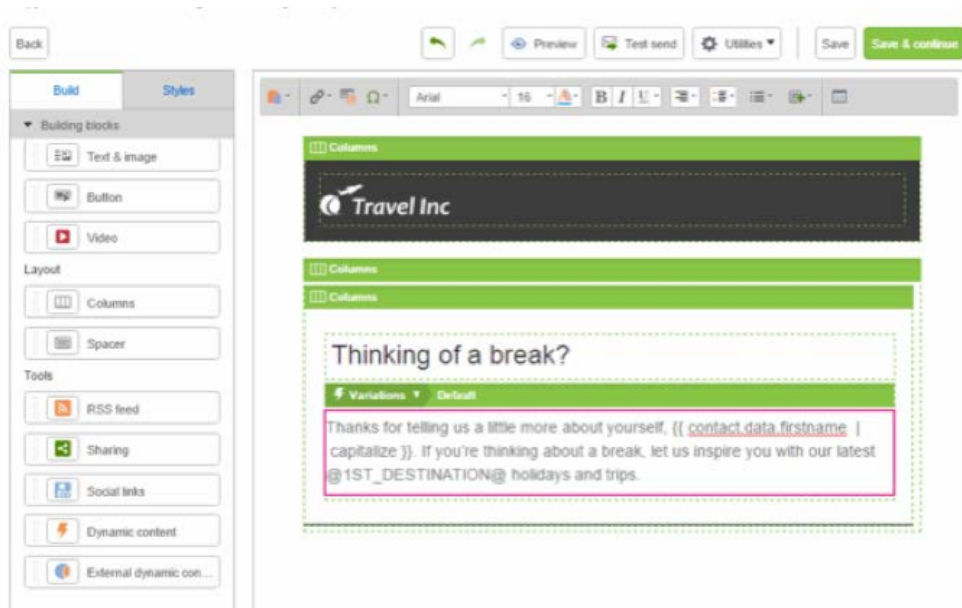 Back
Preview
Test send
Utilities
Save
Save & continue
Build
Styles
Arial
16
B I U
Building blocks
Text & image
Button
Video
Layout
Columns
Spacer
Tools
RSS feed
Sharing
Social links
Dynamic content
External dynamic con...
Columns
Travel Inc
Columns
Columns
Thinking of a break?
Variations
Default
Thanks for telling us a little more about yourself, {{ contact.data.firstname |
capitalize }}. If you're thinking about a break, let us inspire you with our latest
@1ST_DESTINATION@ holidays and trips.